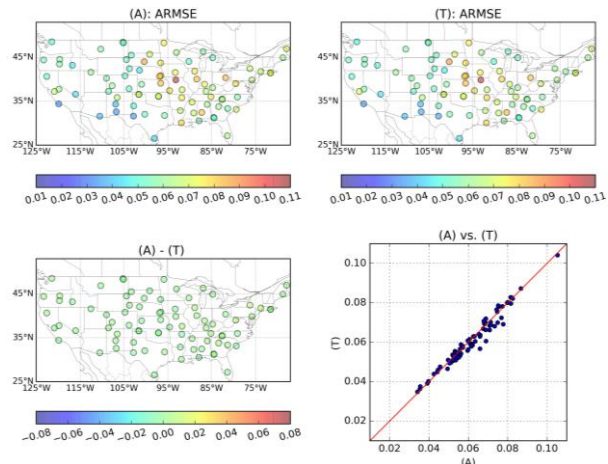 (A): ARMSE
45°N
35°N
25°N
125°W 115°W 105°W 95°W 85°W 75°W
0.01 0.02 0.03 0.04 0.05 0.06 0.07 0.08 0.09 0.10 0.11
(T): ARMSE
45°N
35°N
25°N
125°W 115°W 105°W 95°W 85°W 75°W
0.01 0.02 0.03 0.04 0.05 0.06 0.07 0.08 0.09 0.10 0.11
(A) - (T)
45°N
35°N
25°N
125°W 115°W 105°W 95°W 85°W 75°W
−0.08 −0.06 −0.04 −0.02 0.00 0.02 0.04 0.06 0.08
(A) vs. (T)
0.10
0.08
0.06
0.04
0.02
(T)
0.02 0.04 0.06 0.08 0.10
(A)